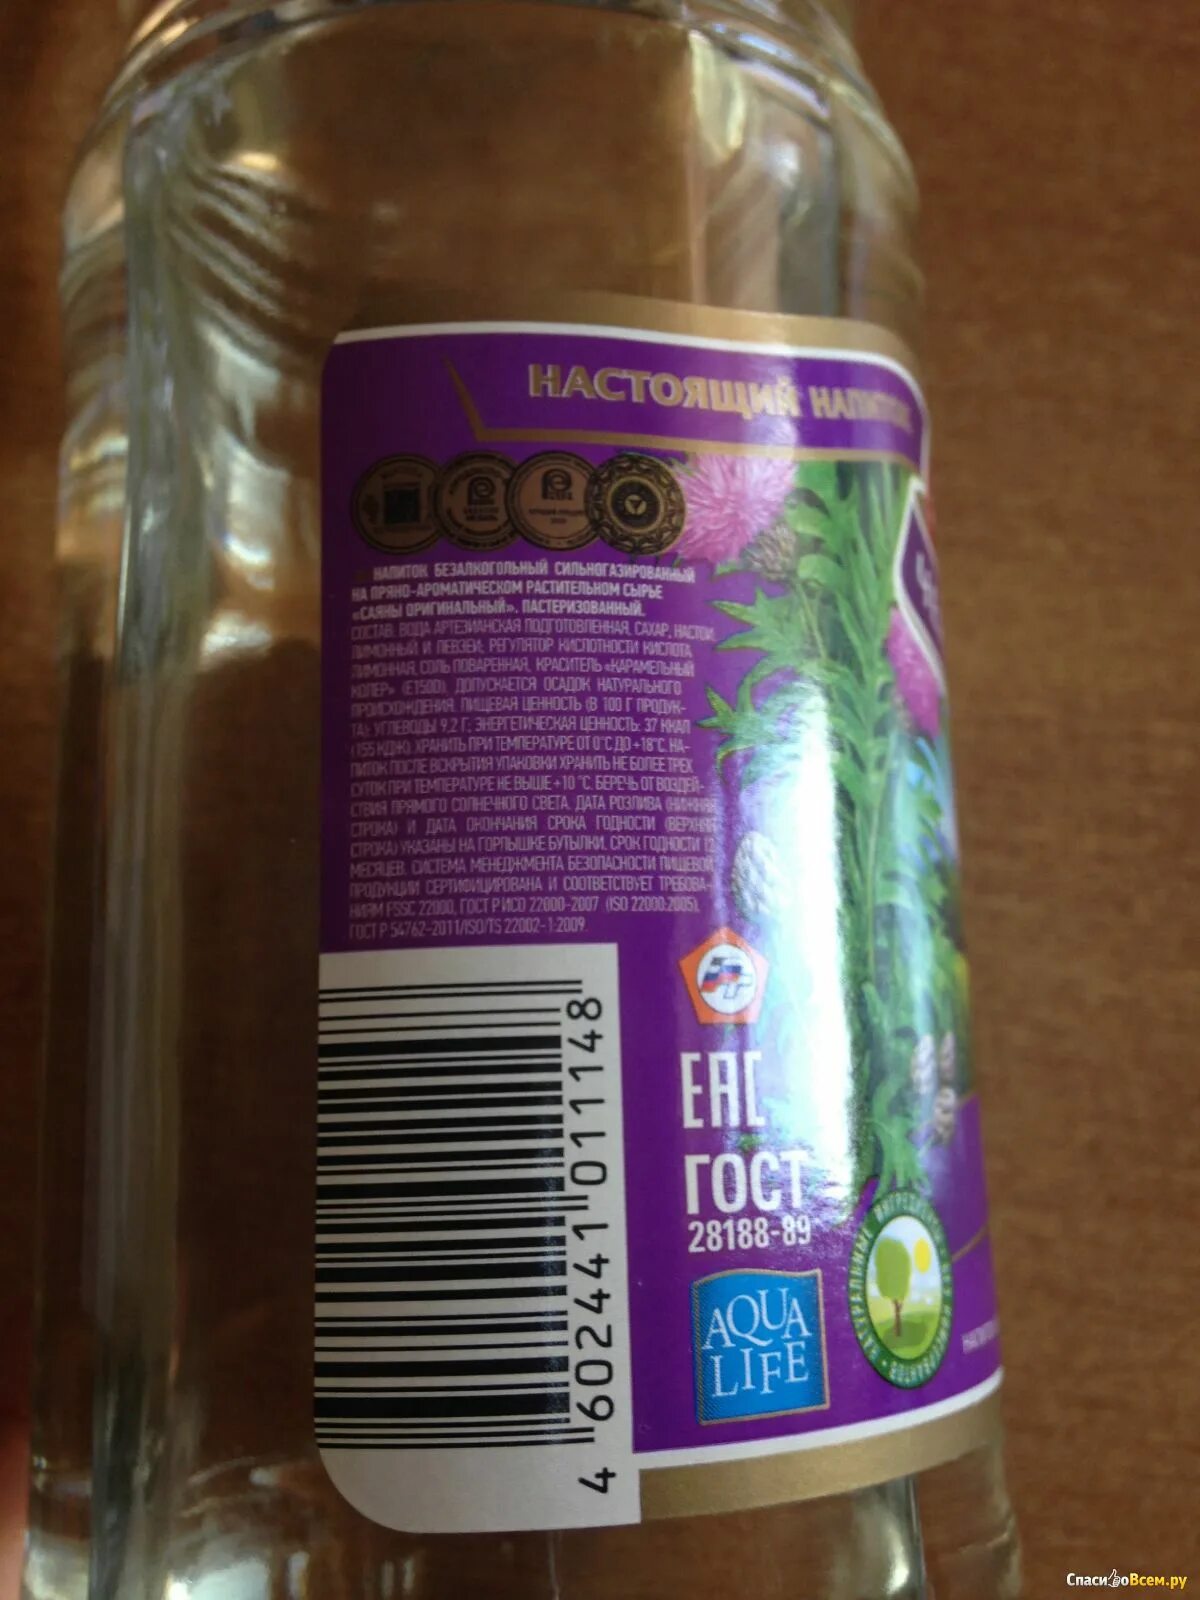 НАСТОЯЩИЙ НАПИТОК
НАПИТОК БЕЗАЛКОГОЛЬНЫЙ СИЛЬНОГАЗИРОВАННЫЙ
НА ПРЯНО-АРОМАТИЧЕСКОМ РАСТИТЕЛЬНОМ СЫРЬЕ
«САЯНЫ ОРИГИНАЛЬНЫЙ». ПАСТЕРИЗОВАННЫЙ.
СОСТАВ: ВОДА АРТЕЗИАНСКАЯ ПОДГОТОВЛЕННАЯ, САХАР, НАСТОИ:
ЛИМОННЫЙ И ЛЕВЗЕИ; РЕГУЛЯТОР КИСЛОТНОСТИ КИСЛОТА
ЛИМОННАЯ, СОЛЬ ПОВАРЕННАЯ, КРАСИТЕЛЬ «КАРАМЕЛЬНЫЙ
КОЛЕР» (Е150D). ДОПУСКАЕТСЯ ОСАДОК НАТУРАЛЬНОГО
ПРОИСХОЖДЕНИЯ. ПИЩЕВАЯ ЦЕННОСТЬ (В 100 Г ПРОДУК-
ТА): УГЛЕВОДЫ 9,2 Г; ЭНЕРГЕТИЧЕСКАЯ ЦЕННОСТЬ: 37 ККАЛ
(155 КДЖ). ХРАНИТЬ ПРИ ТЕМПЕРАТУРЕ ОТ 0°С ДО +18°С. НА-
ПИТОК ПОСЛЕ ВСКРЫТИЯ УПАКОВКИ ХРАНИТЬ НЕ БОЛЕЕ ТРЕХ
СУТОК ПРИ ТЕМПЕРАТУРЕ НЕ ВЫШЕ +10 °С. БЕРЕЧЬ ОТ ВОЗДЕЙ-
СТВИЯ ПРЯМОГО СОЛНЕЧНОГО СВЕТА. ДАТА РОЗЛИВА (НИЖНЯЯ
СТРОКА) И ДАТА ОКОНЧАНИЯ СРОКА ГОДНОСТИ (ВЕРХНЯЯ
СТРОКА) УКАЗАНЫ НА ГОРЛЫШКЕ БУТЫЛКИ. СРОК ГОДНОСТИ 12
МЕСЯЦЕВ. СИСТЕМА МЕНЕДЖМЕНТА БЕЗОПАСНОСТИ ПИЩЕВОЙ
ПРОДУКЦИИ СЕРТИФИЦИРОВАНА И СООТВЕТСТВУЕТ ТРЕБОВА-
НИЯМ FSSC 22000, ГОСТ Р ИСО 22000-2007 (ISO 22000:2005),
ГОСТ Р 54762-2011/ISO/TS 22002-1:2009.
4 602441 011148
ЕАС
ГОСТ
28188-89
AQUA
LIFE
НАТУРАЛЬНЫЕ ИНГРЕДИЕНТЫ
СпасибоВсем.ру